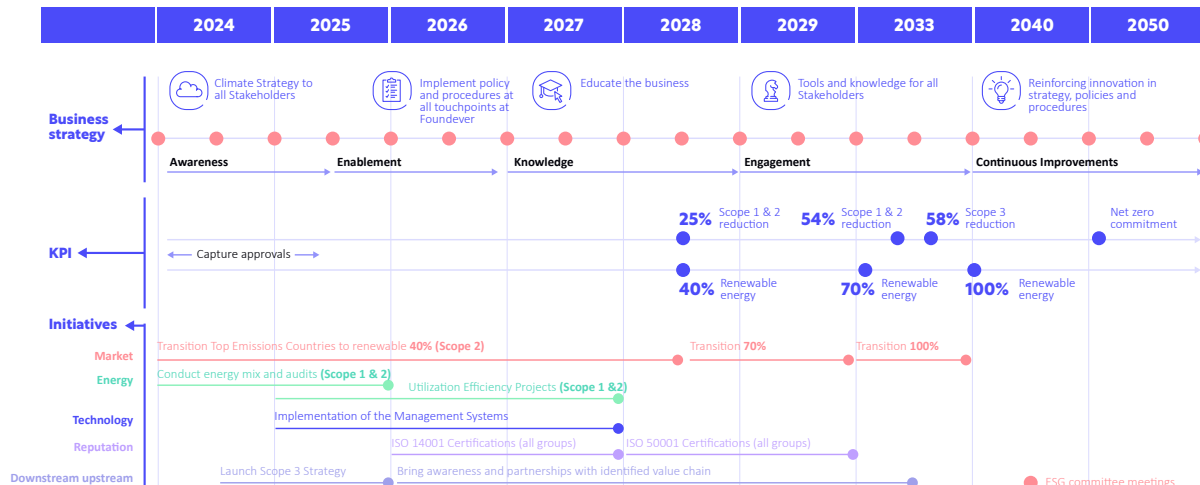 2024 2025 2026 2027 2028 2029 2033 2040 2050
Climate Strategy to
all Stakeholders
Implement policy
and procedures at
all touchpoints at
Foundever
Educate the business
Tools and knowledge for all
Stakeholders
Reinforcing innovation in
strategy, policies and
procedures
Business
strategy
Awareness
Enablement
Knowledge
Engagement
Continuous Improvements
25% Scope 1 & 2
reduction
54% Scope 1 & 2
reduction
58% Scope 3
reduction
Net zero
commitment
KPI
Capture approvals
40% Renewable
energy
70% Renewable
energy
100% Renewable
energy
Initiatives
Market
Transition Top Emissions Countries to renewable 40% (Scope 2)
Transition 70%
Transition 100%
Energy
Conduct energy mix and audits (Scope 1 & 2)
Utilization Efficiency Projects (Scope 1 &2)
Technology
Implementation of the Management Systems
Reputation
ISO 14001 Certifications (all groups)
ISO 50001 Certifications (all groups)
Downstream upstream
Launch Scope 3 Strategy
Bring awareness and partnerships with identified value chain
ESG committee meetings